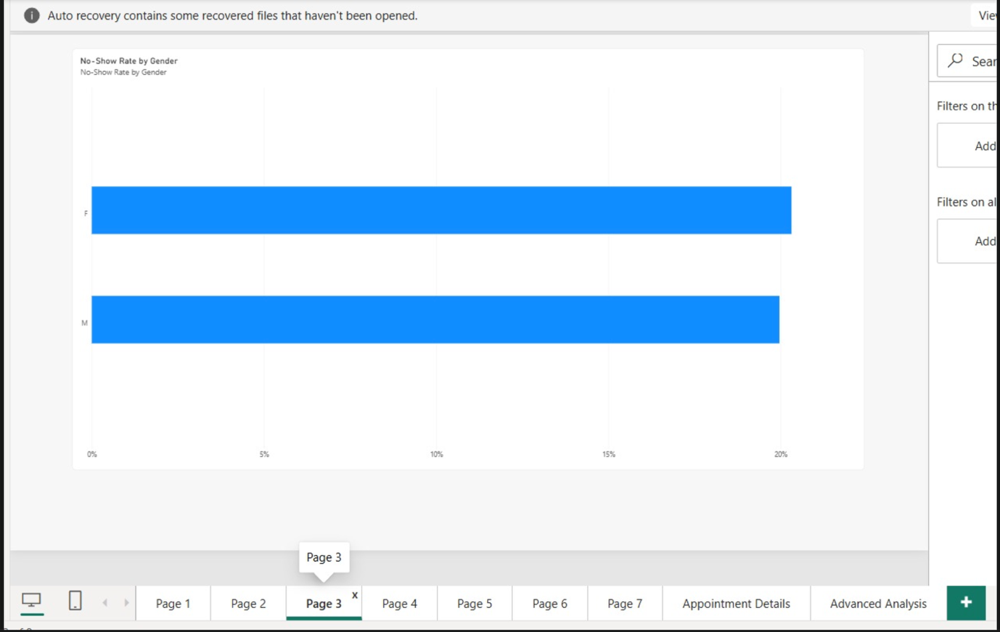 Auto recovery contains some recovered files that haven't been opened.
Vie
No-Show Rate by Gender
No-Show Rate by Gender
F
M
0% 5% 10% 15% 20%
Sear
Filters on th
Add
Filters on al
Add
Page 3
Page 1 Page 2 Page 3 x Page 4 Page 5 Page 6 Page 7 Appointment Details Advanced Analysis +